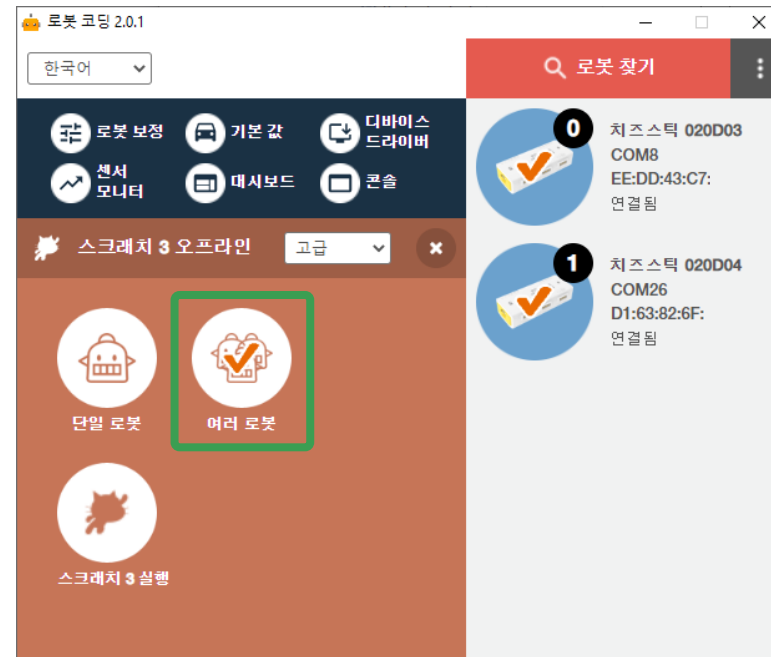 로봇 코딩 2.0.1
한국어
로봇 찾기
로봇 보정
기본 값
디바이스
드라이버
센서
모니터
대시보드
콘솔
스크래치 3 오프라인
고급
단일 로봇
여러 로봇
스크래치 3 실행
0
치즈스틱 020D03
COM8
EE:DD:43:C7:
연결됨
1
치즈스틱 020D04
COM26
D1:63:82:6F:
연결됨